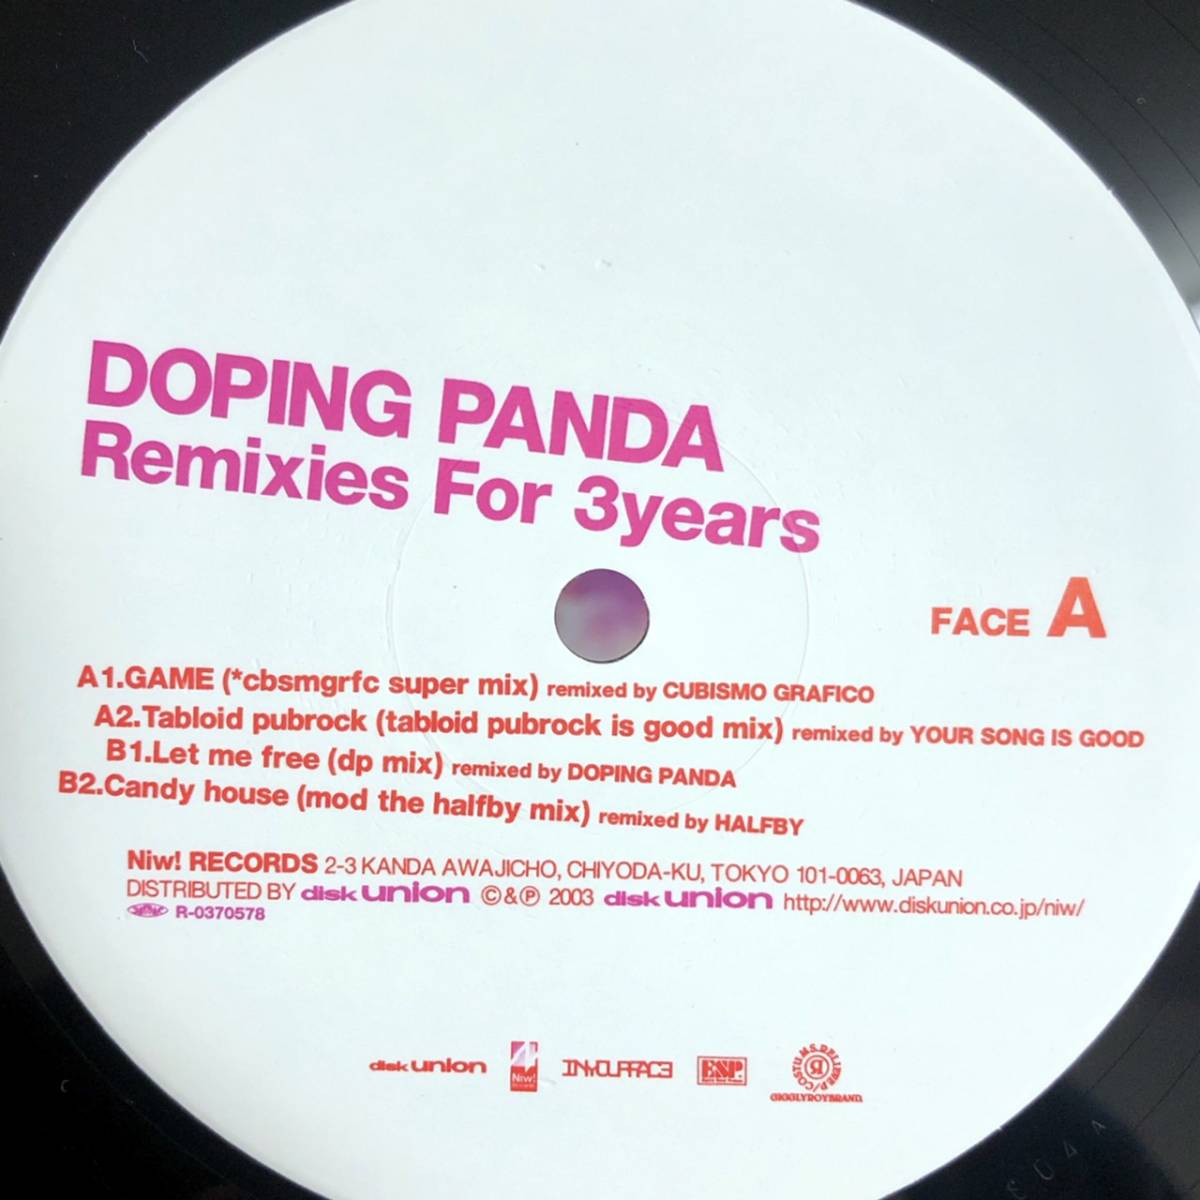 DOPING PANDA
Remixies For 3years
FACE A
A1.GAME (*cbsmgrfc super mix) remixed by CUBISMO GRAFICO
A2.Tabloid pubrock (tabloid pubrock is good mix) remixed by YOUR SONG IS GOOD
B1.Let me free (dp mix) remixed by DOPING PANDA
B2.Candy house (mod the halfby mix) remixed by HALFBY
Niw! RECORDS 2-3 KANDA AWAJICHO, CHIYODA-KU, TOKYO 101-0063, JAPAN
DISTRIBUTED BY disk union ©&℗ 2003 disk union http://www.diskunion.co.jp/niw/
R-0370578
disk union Niw! INYOURFACE ESP.
GIGGLYROYBRAND